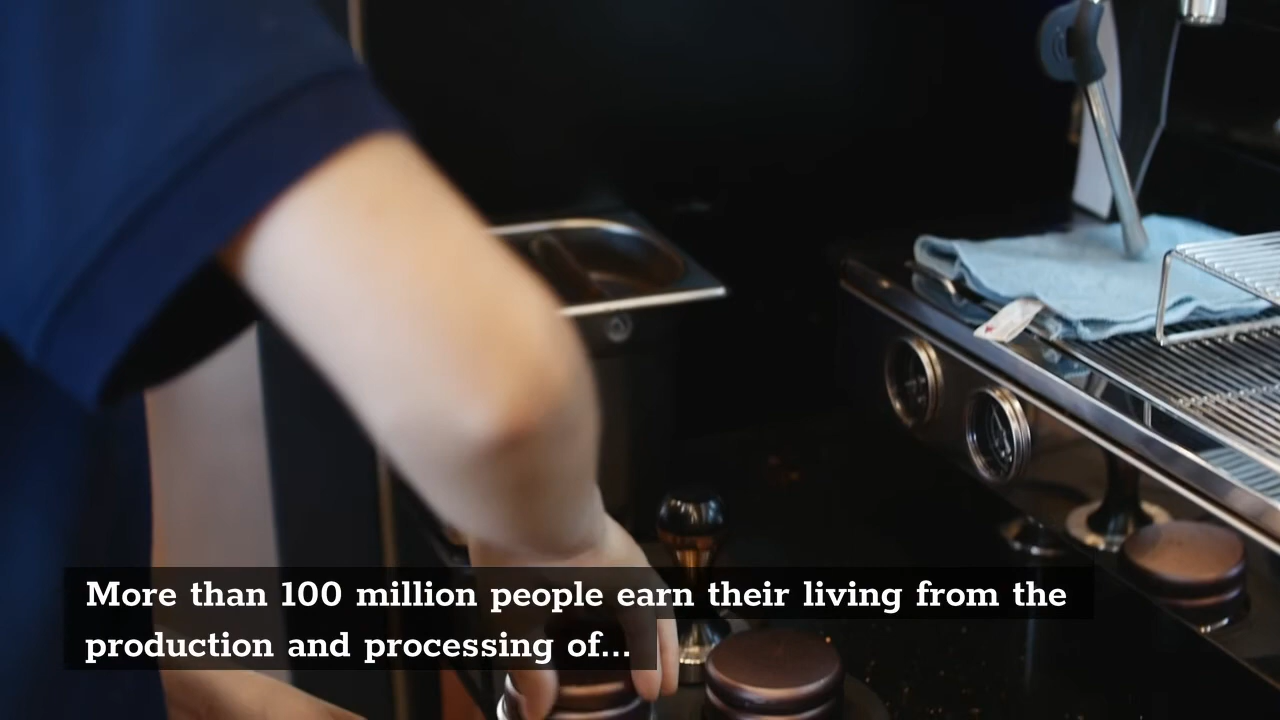 More than 100 million people earn their living from the
production and processing of...